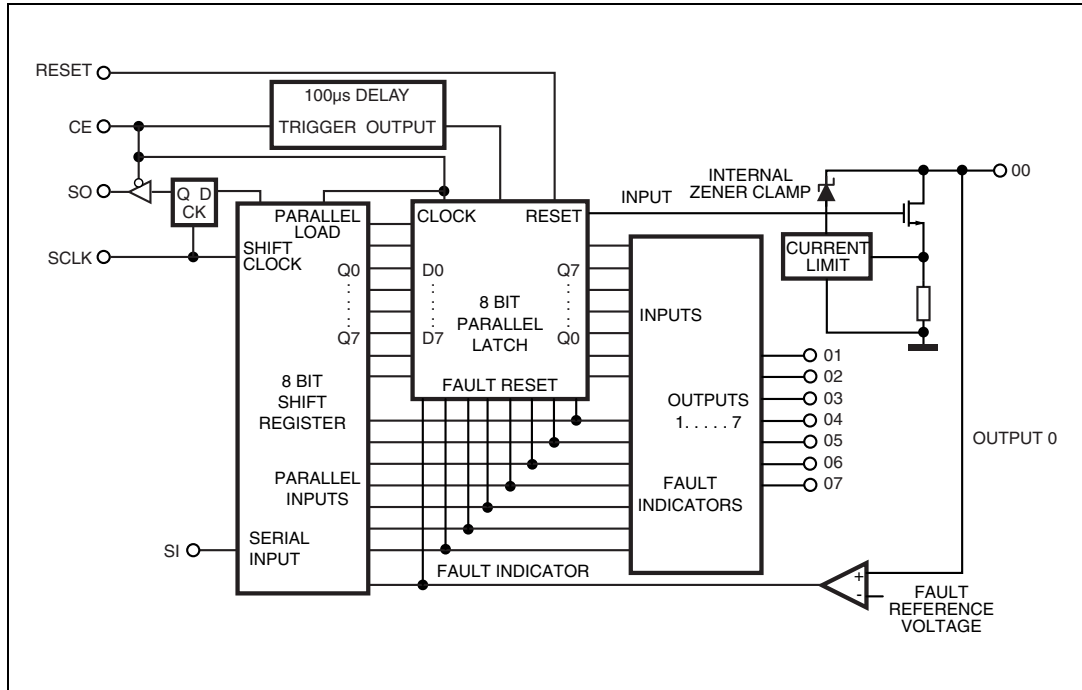 RESET
100µs DELAY
CE
TRIGGER OUTPUT
SO
Q D
CK
PARALLEL
LOAD
SHIFT
CLOCK
SCLK
Q0
Q7
8 BIT
SHIFT
REGISTER
PARALLEL
INPUTS
SERIAL
INPUT
SI
CLOCK
RESET
D0
D7
8 BIT
PARALLEL
LATCH
Q7
Q0
FAULT RESET
INPUT
INTERNAL
ZENER CLAMP
CURRENT
LIMIT
00
INPUTS
OUTPUTS
1. . . . . 7
FAULT
INDICATORS
01
02
03
04
05
06
07
OUTPUT 0
FAULT INDICATOR
+
-
FAULT
REFERENCE
VOLTAGE